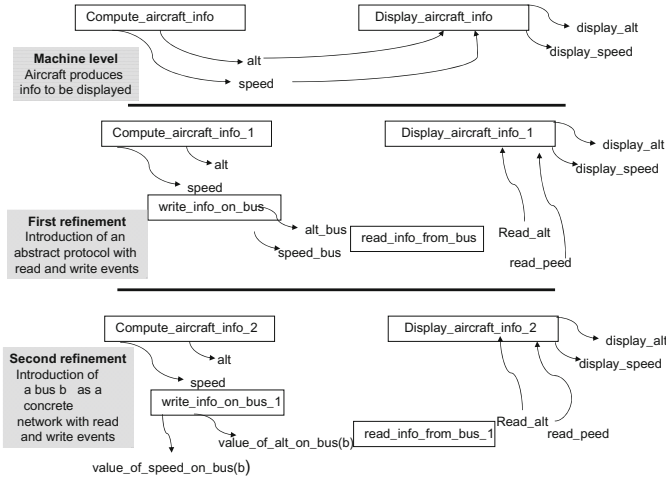 Compute_aircraft_info
Display_aircraft_info
display_alt
display_speed
Machine level
Aircraft produces
info to be displayed
alt
speed
Compute_aircraft_info_1
Display_aircraft_info_1
display_alt
display_speed
alt
speed
write_info_on_bus
First refinement
Introduction of an
abstract protocol with
read and write events
alt_bus
speed_bus
read_info_from_bus
Read_alt
read_peed
Compute_aircraft_info_2
Display_aircraft_info_2
display_alt
display_speed
Second refinement
Introduction of
a bus b as a
concrete
network with read
and write events
alt
speed
write_info_on_bus_1
value_of_alt_on_bus(b)
value_of_speed_on_bus(b)
read_info_from_bus_1
Read_alt
read_peed